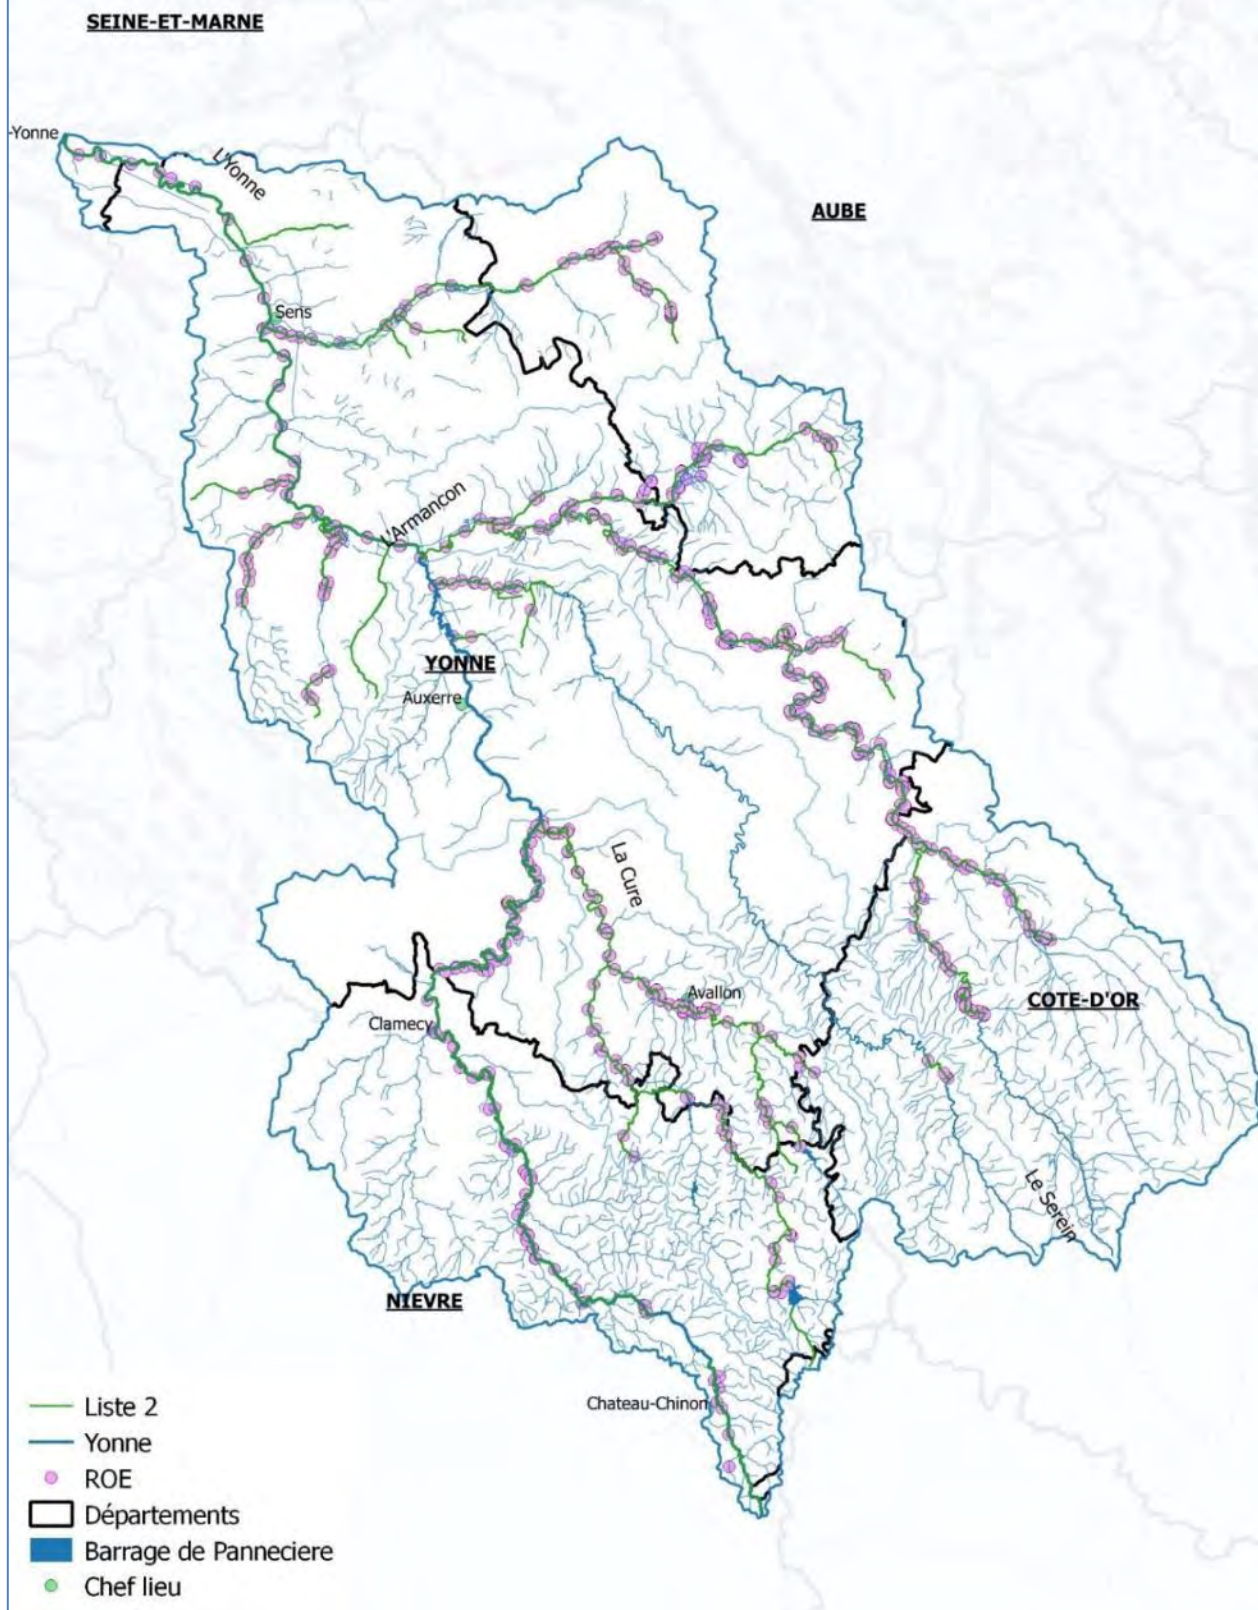 SEINE-ET-MARNE
-Yonne
L'Yonne
AUBE
Sens
L'Armancon
YONNE
Auxerre
La Cure
Avallon
COTE-D'OR
Clamecy
Le Serein
NIEVRE
Chateau-Chinon
Liste 2
Yonne
ROE
Départements
Barrage de Panneciere
Chef lieu